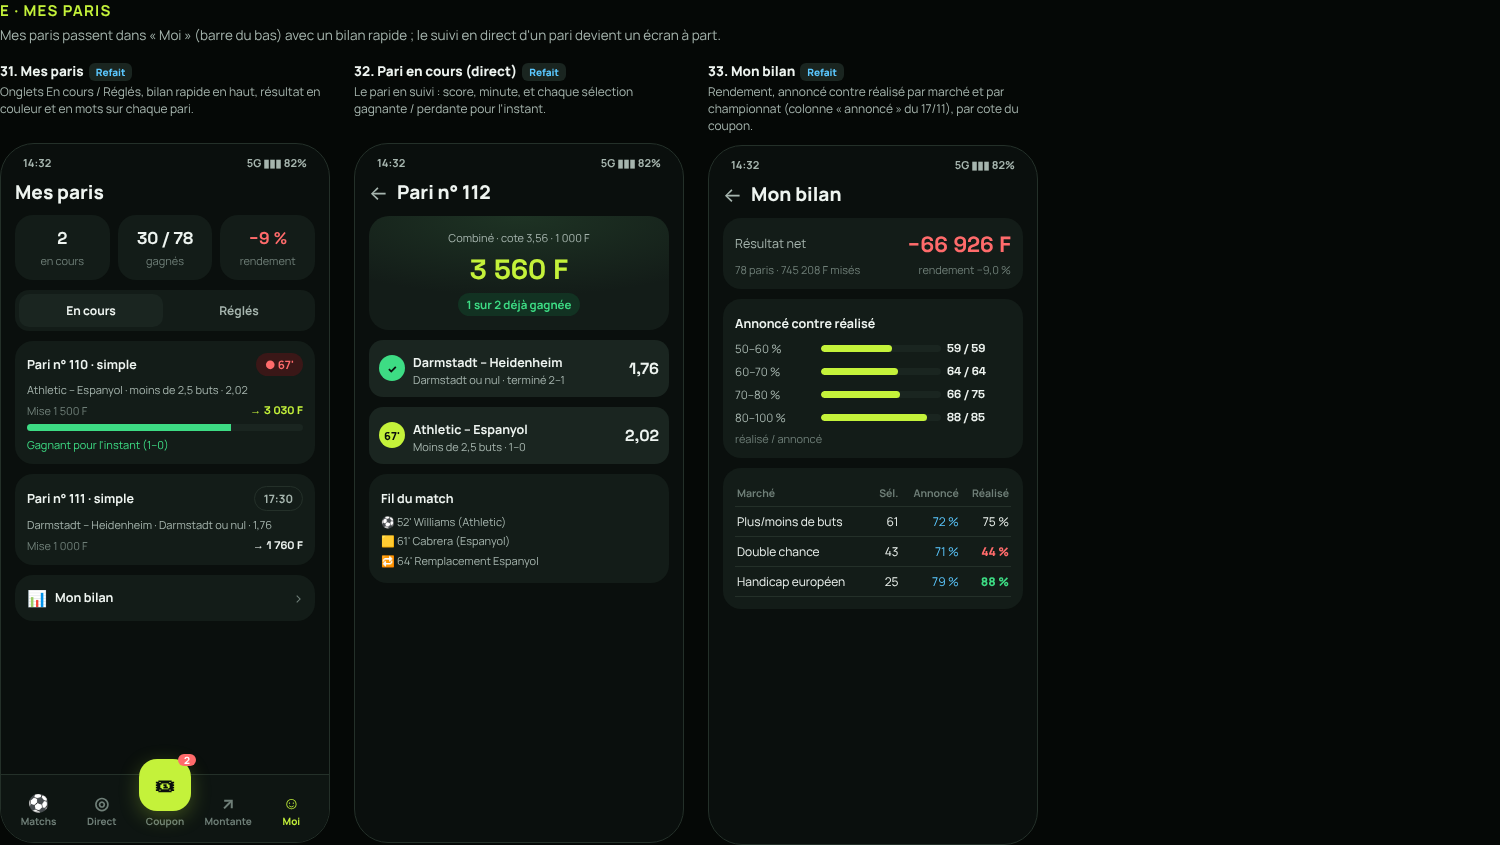 E · MES PARIS
Mes paris passent dans « Moi » (barre du bas) avec un bilan rapide ; le suivi en direct d'un pari devient un écran à part.
31. Mes paris Refait
Onglets En cours / Réglés, bilan rapide en haut, résultat en
couleur et en mots sur chaque pari.
14:32 5G 82%
Mes paris
2
en cours
30 / 78
gagnés
−9 %
rendement
En cours
Réglés
Pari n° 110 · simple
67'
Athletic – Espanyol · moins de 2,5 buts · 2,02
Mise 1 500 F → 3 030 F
Gagnant pour l'instant (1–0)
Pari n° 111 · simple
17:30
Darmstadt – Heidenheim · Darmstadt ou nul · 1,76
Mise 1 000 F → 1 760 F
📊 Mon bilan ›
2
Matchs
Direct
Coupon
Montante
Moi
32. Pari en cours (direct) Refait
Le pari en suivi : score, minute, et chaque sélection
gagnante / perdante pour l'instant.
14:32 5G 82%
← Pari n° 112
Combiné · cote 3,56 · 1 000 F
3 560 F
1 sur 2 déjà gagnée
Darmstadt – Heidenheim
Darmstadt ou nul · terminé 2–1
1,76
67'
Athletic – Espanyol
Moins de 2,5 buts · 1–0
2,02
Fil du match
⚽ 52' Williams (Athletic)
🟨 61' Cabrera (Espanyol)
🔁 64' Remplacement Espanyol
33. Mon bilan Refait
Rendement, annoncé contre réalisé par marché et par
championnat (colonne « annoncé » du 17/11), par cote du
coupon.
14:32 5G 82%
← Mon bilan
Résultat net −66 926 F
78 paris · 745 208 F misés rendement −9,0 %
Annoncé contre réalisé
50–60 % 59 / 59
60–70 % 64 / 64
70–80 % 66 / 75
80–100 % 88 / 85
réalisé / annoncé
Marché Sél. Annoncé Réalisé
Plus/moins de buts 61 72 % 75 %
Double chance 43 71 % 44 %
Handicap européen 25 79 % 88 %